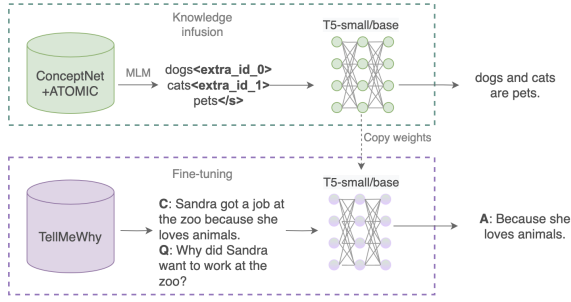 Knowledge
infusion
T5-small/base
ConceptNet
+ATOMIC
MLM
dogs<extra_id_0>
cats<extra_id_1>
pets</s>
dogs and cats
are pets.
Copy weights
Fine-tuning
T5-small/base
TellMeWhy
C: Sandra got a job at
the zoo because she
loves animals.
Q: Why did Sandra
want to work at the
zoo?
A: Because she
loves animals.